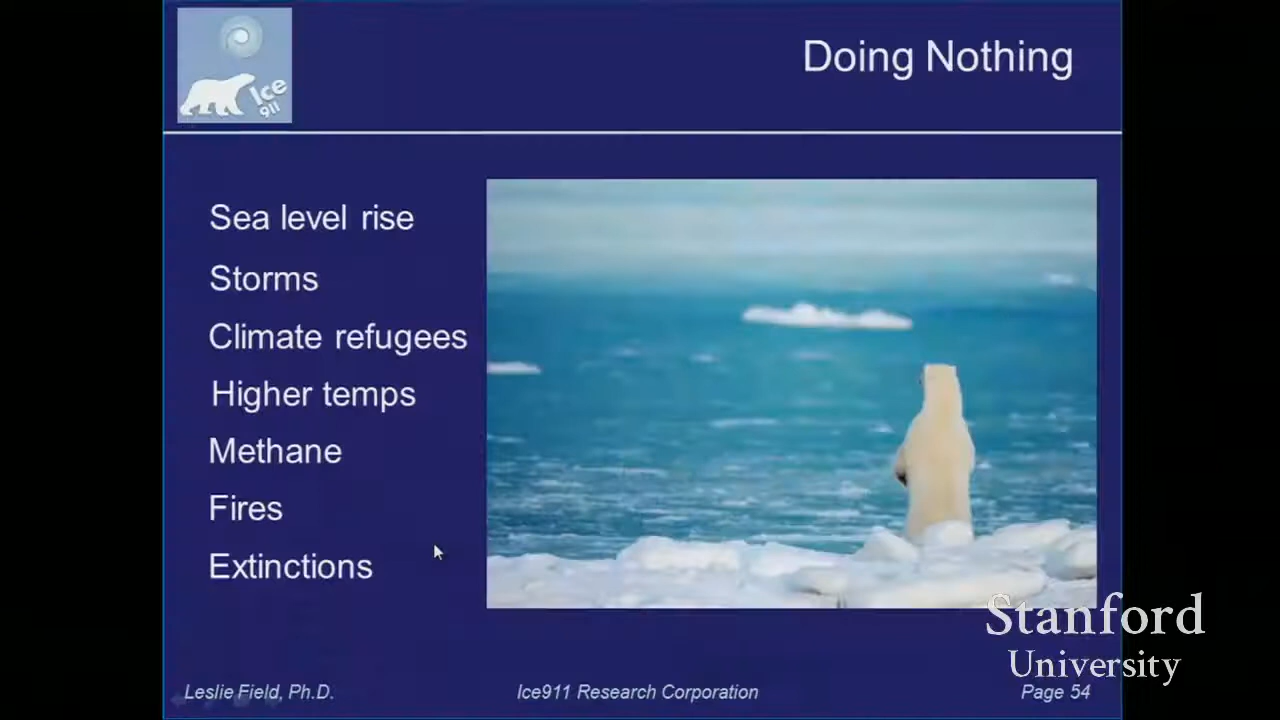 Ice
911
Doing Nothing
Sea level rise
Storms
Climate refugees
Higher temps
Methane
Fires
Extinctions
Stanford
University
Leslie Field, Ph.D.
Ice911 Research Corporation
Page 54